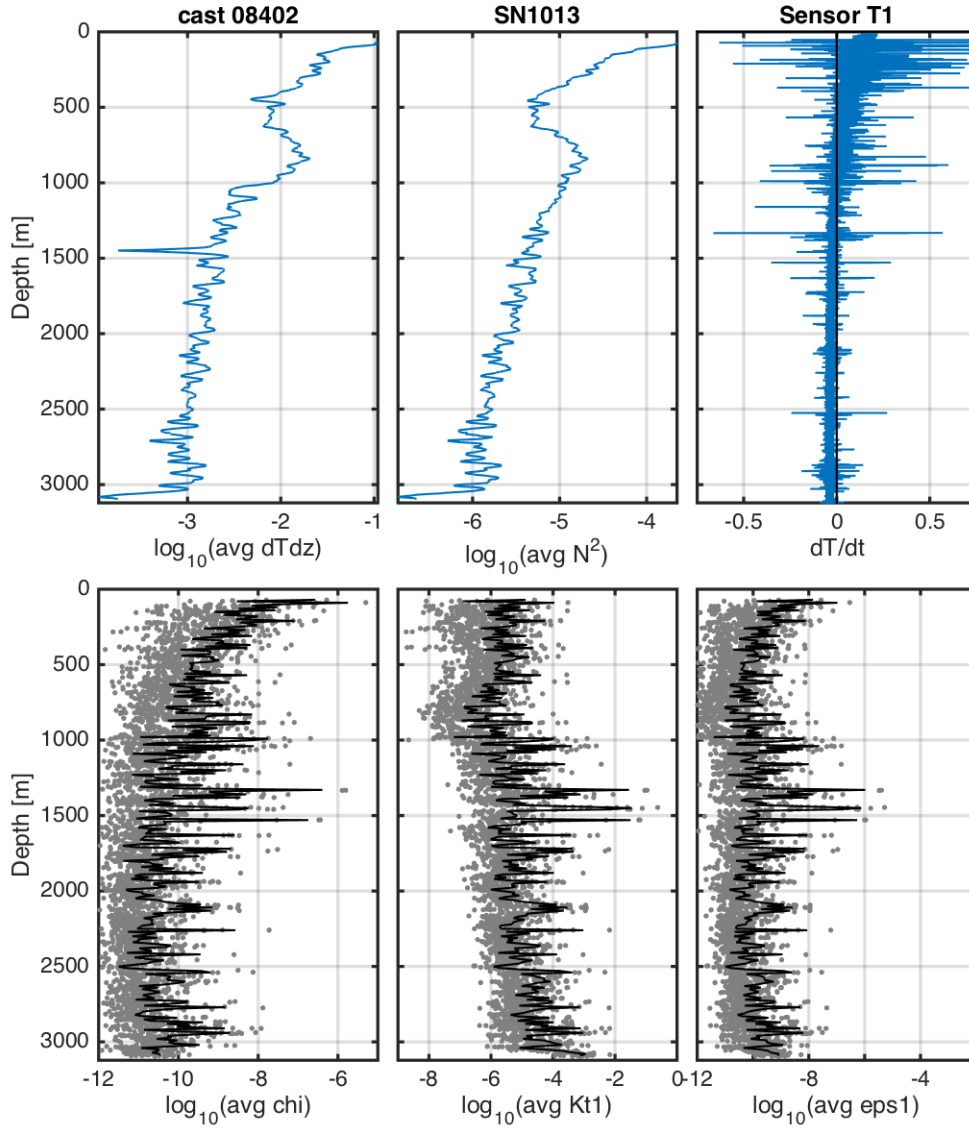 cast 08402
SN1013
Sensor T1
0
500
1000
1500
2000
2500
3000
Depth [m]
-3 -2 -1
log10(avg dTdz)
-6 -5 -4
log10(avg N2)
-0.5 0 0.5
dT/dt
0
500
1000
1500
2000
2500
3000
Depth [m]
-12 -10 -8 -6
log10(avg chi)
-8 -6 -4 -2 0
log10(avg Kt1)
-12 -10 -8 -6 -4
log10(avg eps1)